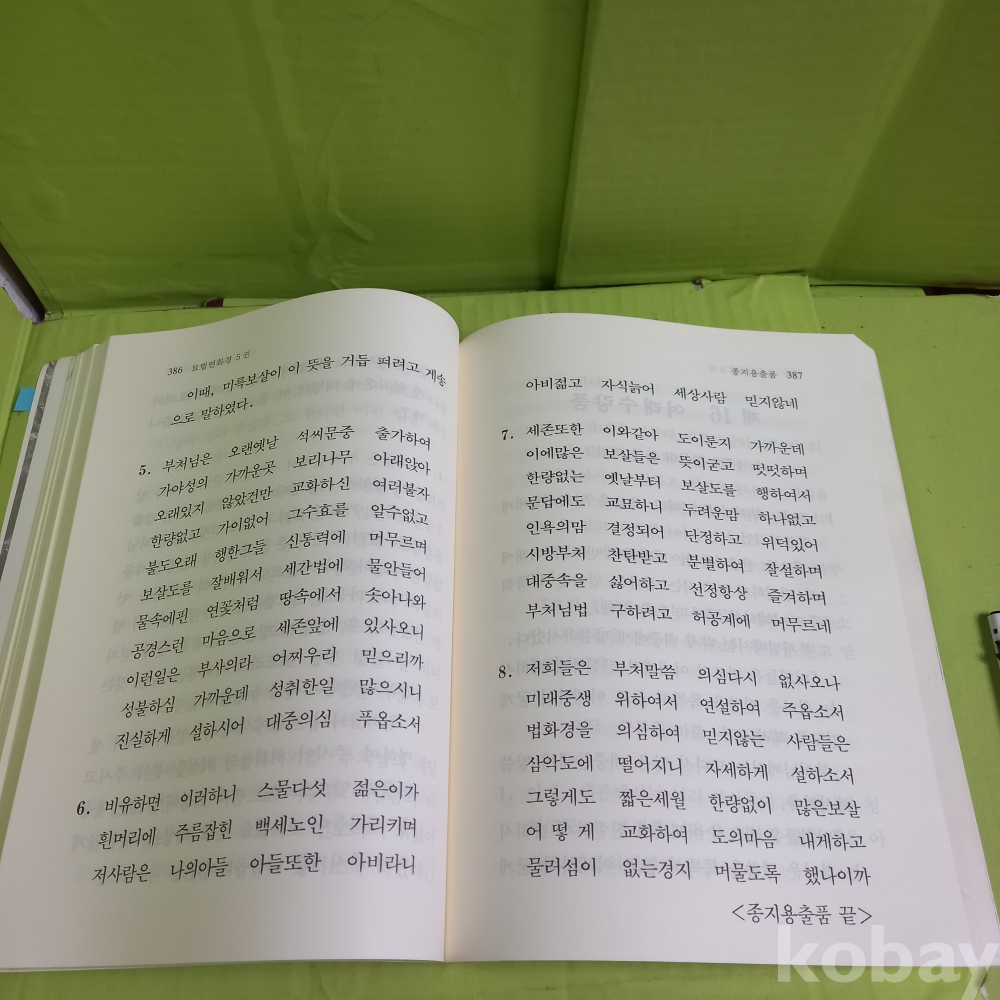 386 묘법연화경 5권
이때, 미륵보살이 이 뜻을 거듭 펴려고 게송
으로 말하였다.
5. 부처님은 오랜옛날 석씨문중 출가하여
가야성의 가까운곳 보리나무 아래앉아
오래있지 않았건만 교화하신 여러불자
한량없고 가이없어 그수효를 알수없고
불도오래 행한그들 신통력에 머무르며
보살도를 잘배워서 세간법에 물안들어
물속에핀 연꽃처럼 땅속에서 솟아나와
공경스런 마음으로 세존앞에 있사오니
이런일은 부사의라 어찌우리 믿으리까
성불하심 가까운데 성취한일 많으시니
진실하게 설하시어 대중의심 푸옵소서
6. 비유하면 이러하니 스물다섯 젊은이가
흰머리에 주름잡힌 백세노인 가리키며
저사람은 나의아들 아들또한 아비라니
종지용출품 387
아비젊고 자식늙어 세상사람 믿지않네
7. 세존또한 이와같아 도이룬지 가까운데
이에많은 보살들은 뜻이굳고 떳떳하며
한량없는 옛날부터 보살도를 행하여서
문답에도 교묘하니 두려운맘 하나없고
인욕의맘 결정되어 단정하고 위덕있어
시방부처 찬탄받고 분별하여 잘설하며
대중속을 싫어하고 선정항상 즐겨하며
부처님법 구하려고 허공계에 머무르네
8. 저희들은 부처말씀 의심다시 없사오나
미래중생 위하여서 연설하여 주옵소서
법화경을 의심하여 믿지않는 사람들은
삼악도에 떨어지니 자세하게 설하소서
그렇게도 짧은세월 한량없이 많은보살
어떻게 교화하여 도의마음 내게하고
물러섬이 없는경지 머물도록 했나이까
<종지용출품 끝>
kobay